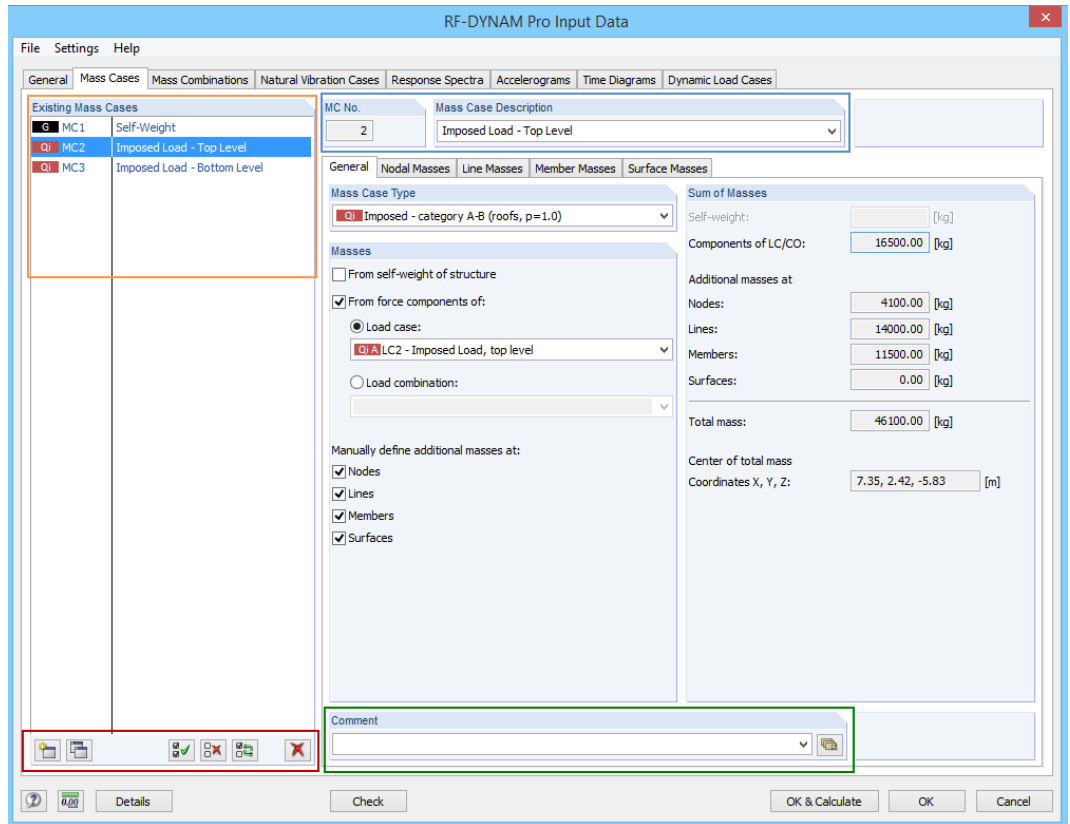 RF-DYNAM Pro Input Data
File Settings Help
General Mass Cases Mass Combinations Natural Vibration Cases Response Spectra Accelerograms Time Diagrams Dynamic Load Cases
Existing Mass Cases
G MC1 Self-Weight
Qi MC2 Imposed Load - Top Level
Qi MC3 Imposed Load - Bottom Level
MC No.
2
Mass Case Description
Imposed Load - Top Level
General Nodal Masses Line Masses Member Masses Surface Masses
Mass Case Type
Qi Imposed - category A-B (roofs, p=1.0)
Masses
From self-weight of structure
From force components of:
Load case:
Qi A LC2 - Imposed Load, top level
Load combination:
Manually define additional masses at:
Nodes
Lines
Members
Surfaces
Sum of Masses
Self-weight: [kg]
Components of LC/CO: 16500.00 [kg]
Additional masses at
Nodes: 4100.00 [kg]
Lines: 14000.00 [kg]
Members: 11500.00 [kg]
Surfaces: 0.00 [kg]
Total mass: 46100.00 [kg]
Center of total mass
Coordinates X, Y, Z: 7.35, 2.42, -5.83 [m]
Comment
0.00 Details Check OK & Calculate OK Cancel